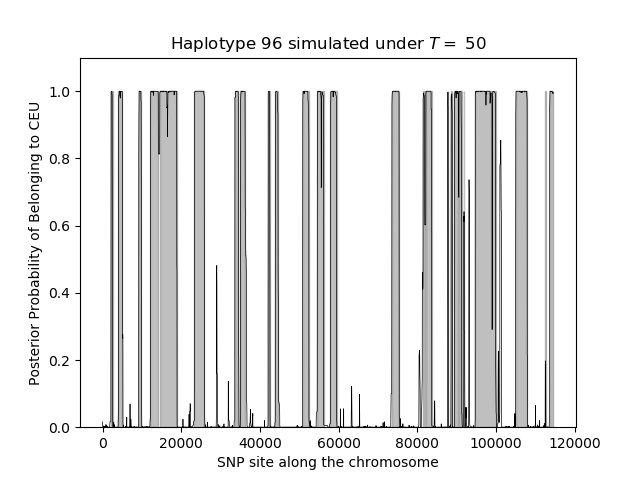 Haplotype 96 simulated under T = 50
Posterior Probability of Belonging to CEU
1.0
0.8
0.6
0.4
0.2
0.0
0 20000 40000 60000 80000 100000 120000
SNP site along the chromosome